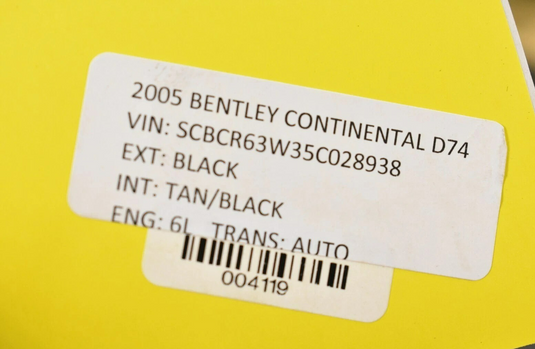 2005 BENTLEY CONTINENTAL D74
VIN: SCBCR63W35C028938
EXT: BLACK
INT: TAN/BLACK
ENG: 6L TRANS: AUTO
004119